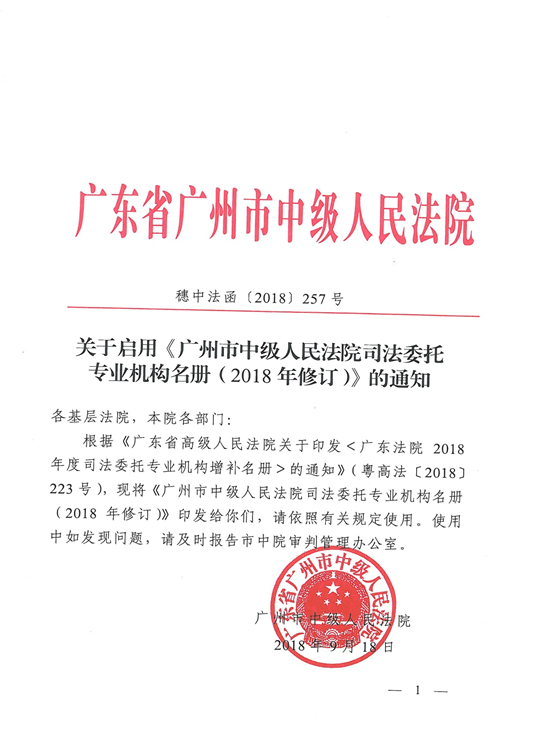 广东省广州市中级人民法院
穗中法函〔2018〕257号
关于启用《广州市中级人民法院司法委托
专业机构名册（2018年修订）》的通知
各基层法院，本院各部门：
根据《广东省高级人民法院关于印发＜广东法院 2018
年度司法委托专业机构增补名册＞的通知》（粤高法〔2018〕
223号），现将《广州市中级人民法院司法委托专业机构名册
（2018 年修订）》印发给你们，请依照有关规定使用。使用
中如发现问题，请及时报告市中院审判管理办公室。
广东省广州市中级人民法院
广州市中级人民法院
2018年9月18日
— 1 —